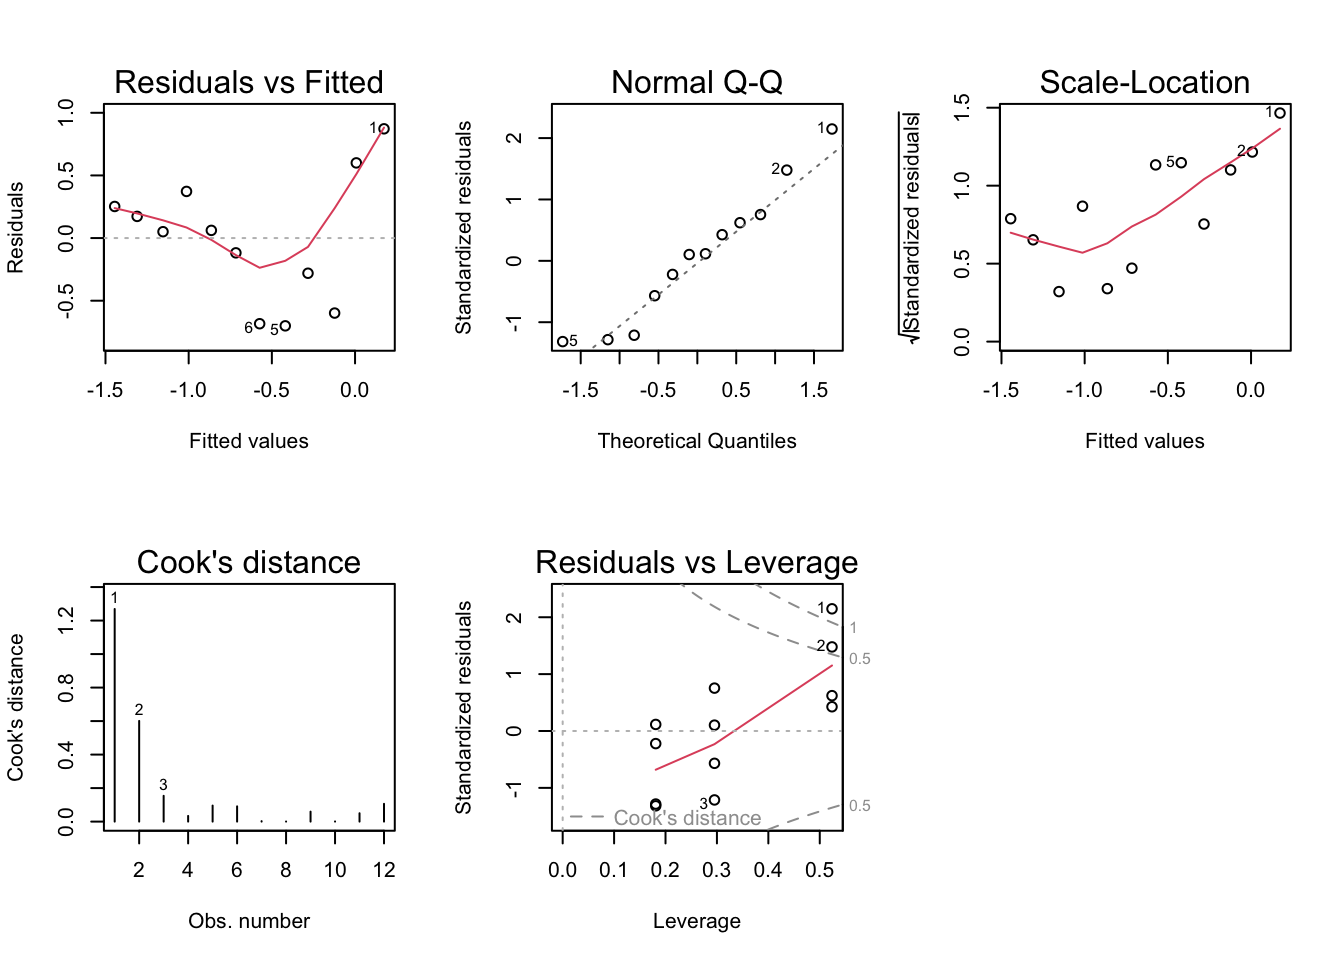 Residuals vs Fitted
Residuals
1.0
0.5
0.0
-0.5
1
6
5
-1.5 -1.0 -0.5 0.0
Fitted values
Normal Q-Q
Standardized residuals
2
1
0
-1
1
2
5
-1.5 -0.5 0.5 1.5
Theoretical Quantiles
Scale-Location
√|Standardized residuals|
1.5
1.0
0.5
0.0
1
2
5
-1.5 -1.0 -0.5 0.0
Fitted values
Cook's distance
Cook's distance
1.2
0.8
0.4
0.0
1
2
3
2 4 6 8 10 12
Obs. number
Residuals vs Leverage
Standardized residuals
2
1
0
-1
1
2
3
1
0.5
0.5
Cook's distance
0.0 0.1 0.2 0.3 0.4 0.5
Leverage